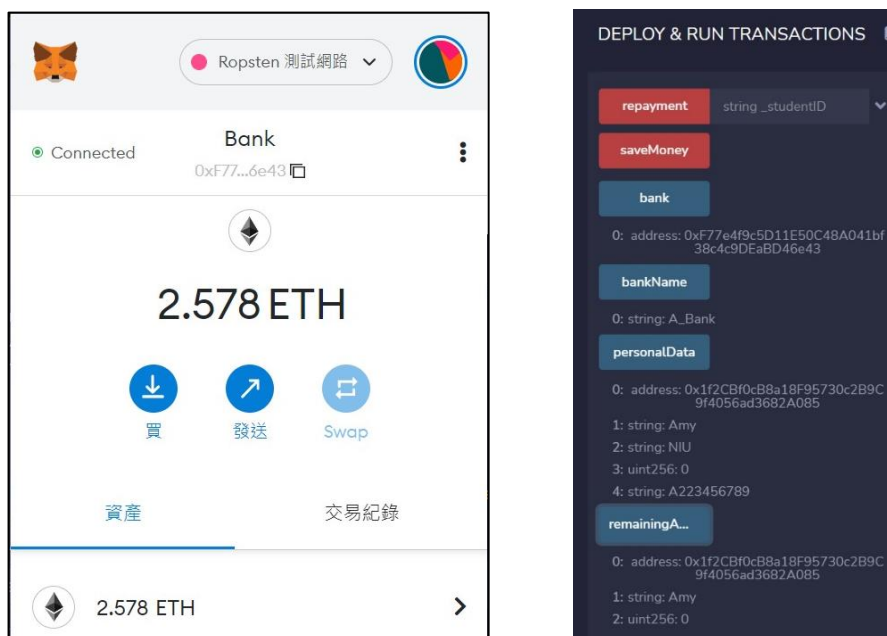 Ropsten 測試網路
Connected
Bank
0xF77...6e43
2.578 ETH
買
發送
Swap
資產
交易紀錄
2.578 ETH
DEPLOY & RUN TRANSACTIONS
repayment
string _studentID
saveMoney
bank
0: address: 0xF77e4f9c5D11E50C48A041bf
38c4c9DEaBD46e43
bankName
0: string: A_Bank
personalData
0: address: 0x1f2CBf0cB8a18F95730c2B9C
9f4056ad3682A085
1: string: Amy
2: string: NIU
3: uint256: 0
4: string: A223456789
remainingA...
0: address: 0x1f2CBf0cB8a18F95730c2B9C
9f4056ad3682A085
1: string: Amy
2: uint256: 0